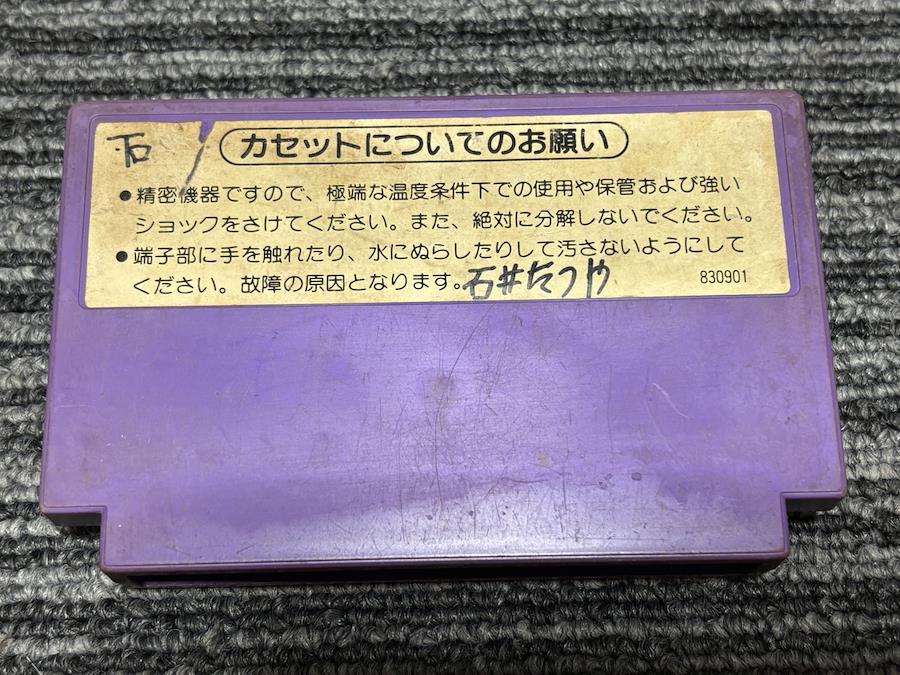 石
カセットについてのお願い
●精密機器ですので、極端な温度条件下での使用や保管および強い
ショックをさけてください。また、絶対に分解しないでください。
●端子部に手を触れたり、水にぬらしたりして汚さないようにして
ください。故障の原因となります。石井たつや
830901